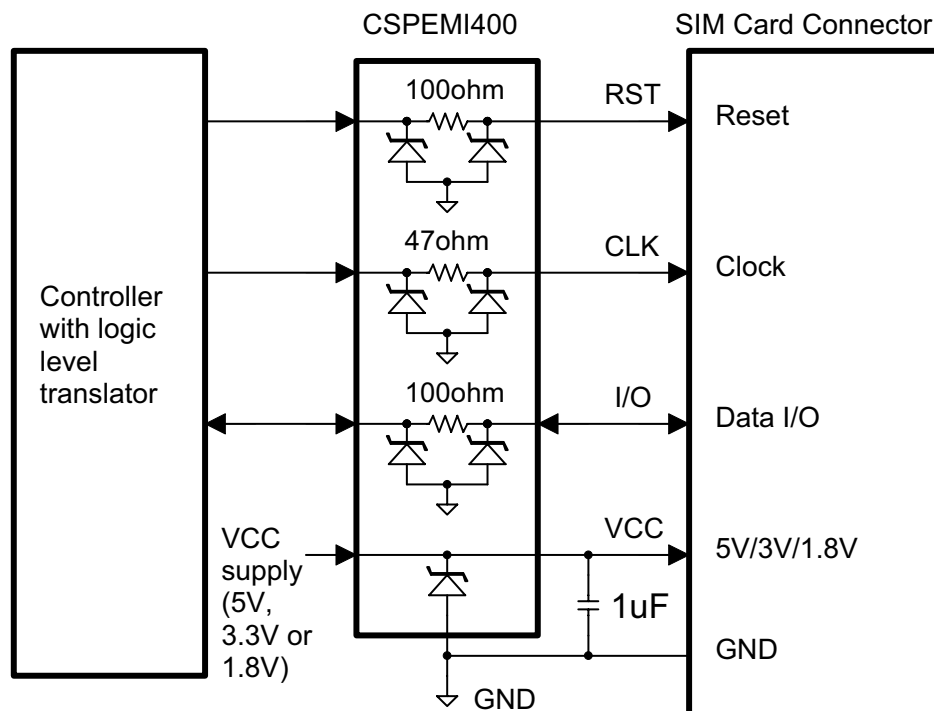 CSPEMI400
SIM Card Connector
100ohm
RST
Reset
47ohm
CLK
Clock
Controller
with logic
level
translator
100ohm
I/O
Data I/O
VCC
supply
(5V,
3.3V or
1.8V)
VCC
5V/3V/1.8V
1uF
GND
GND